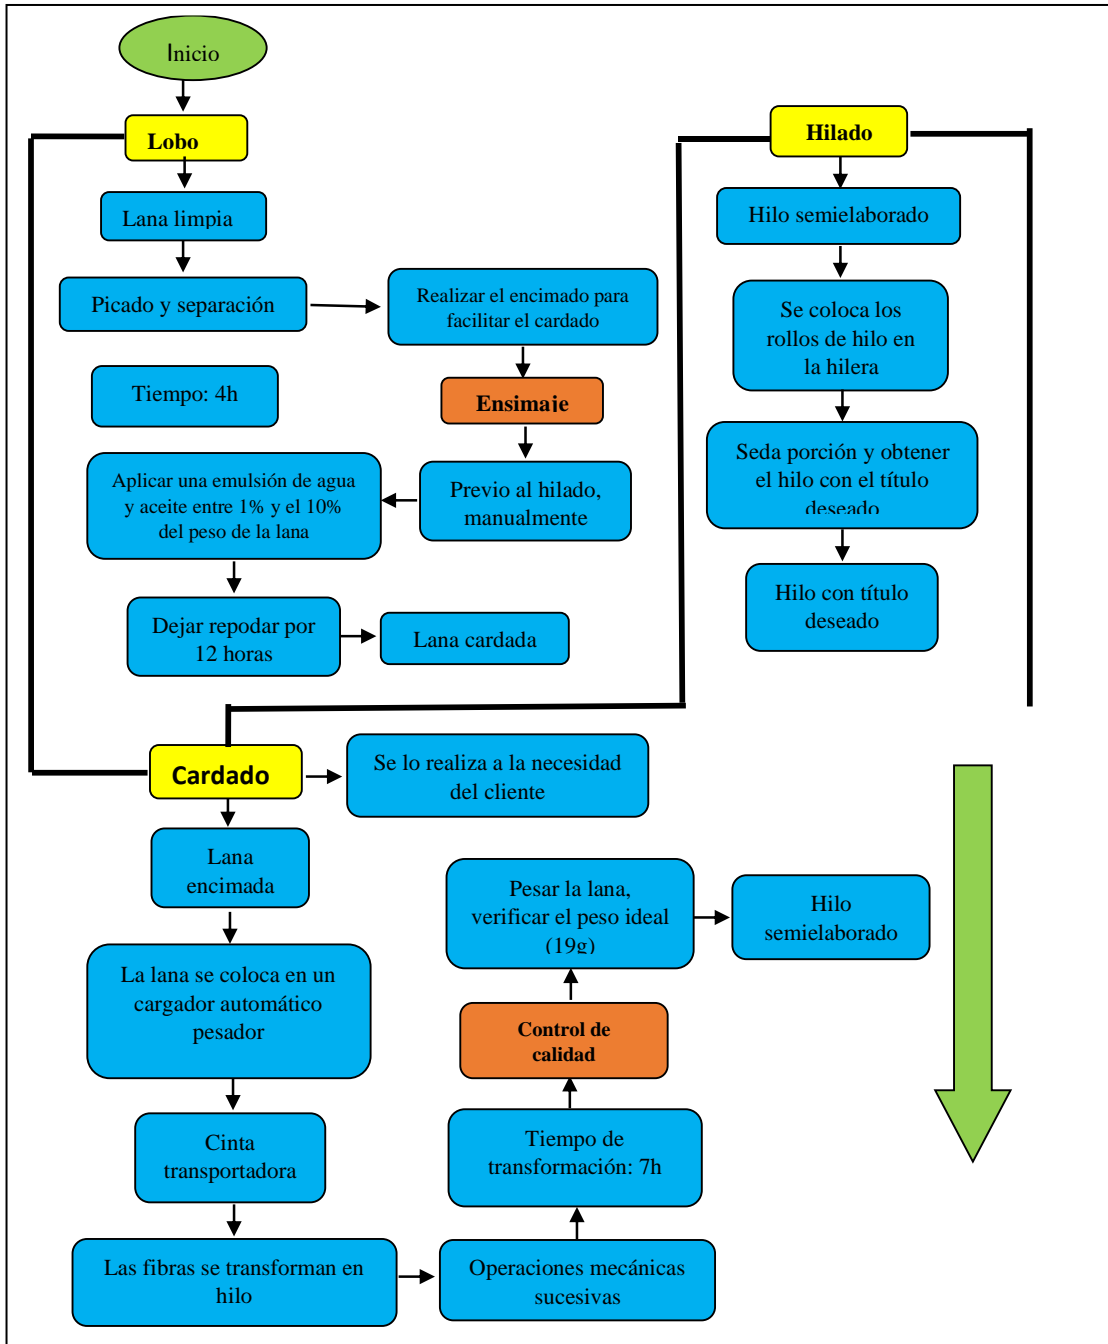 Inicio
Lobo
Lana limpia
Picado y separación
Realizar el encimado para
facilitar el cardado
Tiempo: 4h
Ensimaje
Previo al hilado,
manualmente
Aplicar una emulsión de agua
y aceite entre 1% y el 10%
del peso de la lana
Dejar repodar por
12 horas
Lana cardada
Cardado
Se lo realiza a la necesidad
del cliente
Lana
encimada
La lana se coloca en un
cargador automático
pesador
Cinta
transportadora
Las fibras se transforman en
hilo
Operaciones mecánicas
sucesivas
Tiempo de
transformación: 7h
Control de
calidad
Pesar la lana,
verificar el peso ideal
(19g)
Hilo
semielaborado
Hilado
Hilo semielaborado
Se coloca los
rollos de hilo en
la hilera
Seda porción y obtener
el hilo con el título
deseado
Hilo con título
deseado